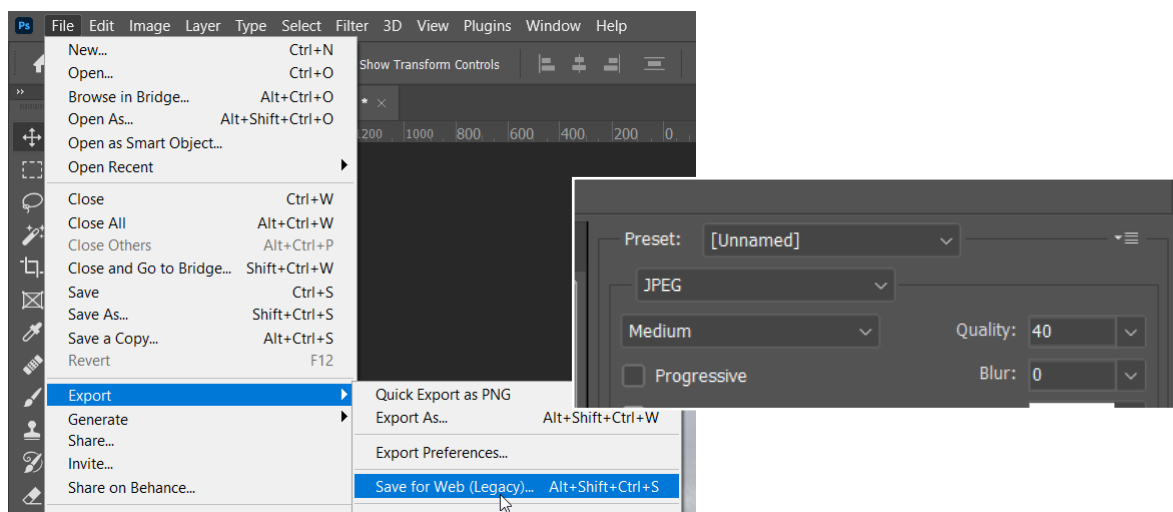 Ps File Edit Image Layer Type Select Filter 3D View Plugins Window Help
New... Ctrl+N
Show Transform Controls
Open... Ctrl+O
Browse in Bridge... Alt+Ctrl+O
* ×
Open As... Alt+Shift+Ctrl+O
1200 1000 800 600 400 200 0
Open as Smart Object...
Open Recent
Close Ctrl+W
Close All Alt+Ctrl+W
Close Others Alt+Ctrl+P
Close and Go to Bridge... Shift+Ctrl+W
Save Ctrl+S
Save As... Shift+Ctrl+S
Save a Copy... Alt+Ctrl+S
Revert F12
Export
Generate
Share...
Invite...
Share on Behance...
Quick Export as PNG
Export As... Alt+Shift+Ctrl+W
Export Preferences...
Save for Web (Legacy)... Alt+Shift+Ctrl+S
Preset: [Unnamed]
JPEG
Medium Quality: 40
Progressive Blur: 0